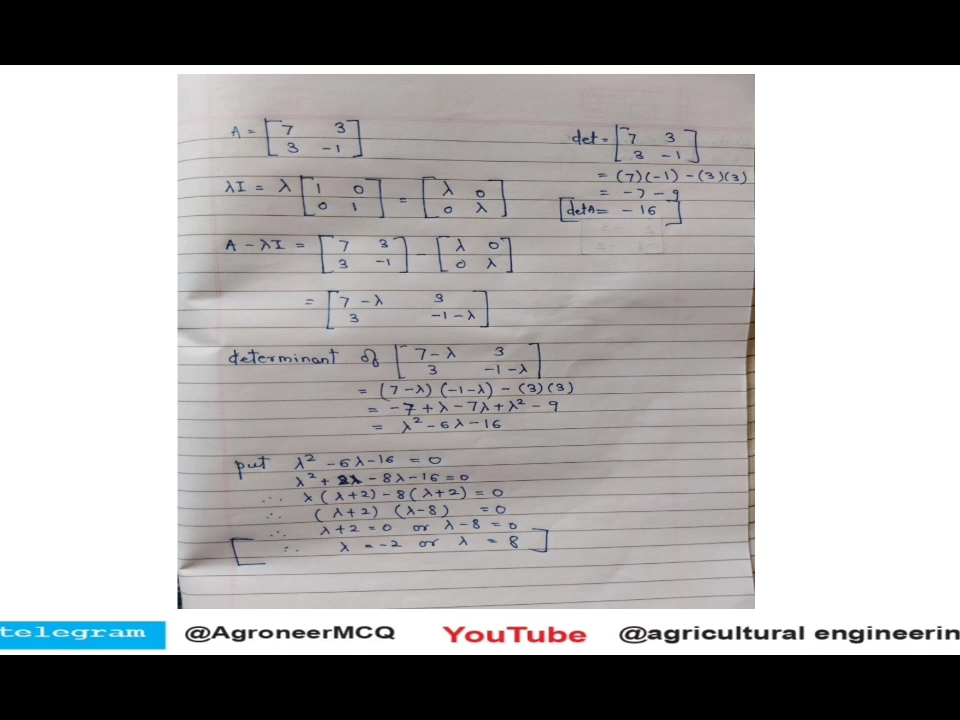 A = [7 3
3 -1]
λI = λ [1 0
0 1] = [λ 0
0 λ]
A - λI = [7 3
3 -1] - [λ 0
0 λ]
= [7-λ 3
3 -1-λ]
determinant of [7-λ 3
3 -1-λ]
= (7-λ) (-1-λ) - (3)(3)
= -7+λ-7λ+λ²-9
= λ²-6λ-16
put λ²-6λ-16=0
λ²+2λ-8λ-16=0
∴ λ(λ+2)-8(λ+2)=0
∴ (λ+2) (λ-8) =0
∴ λ+2=0 or λ-8=0
[∴ λ=-2 or λ=8]
det = [7 3
3 -1]
= (7)(-1) - (3)(3)
= -7-9
[detA= -16]
telegram @AgroneerMCQ YouTube @agricultural engineerin